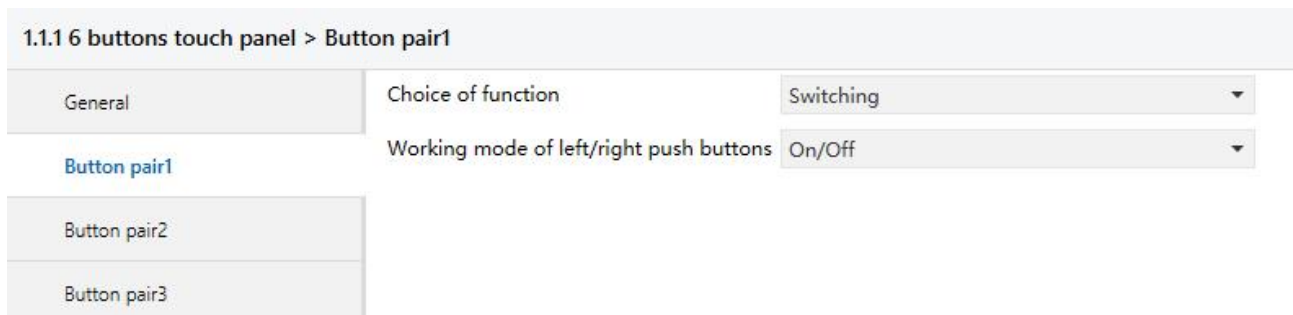 1.1.1 6 buttons touch panel > Button pair1
General
Choice of function Switching
Working mode of left/right push buttons On/Off
Button pair1
Button pair2
Button pair3